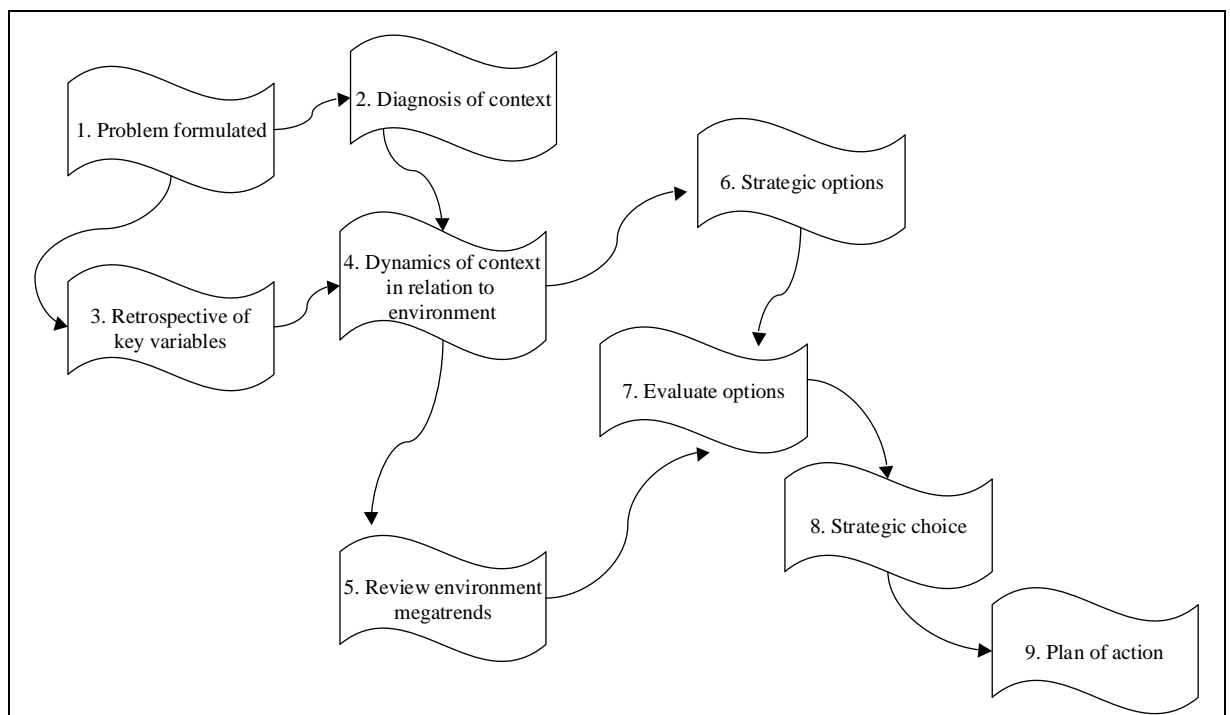 1. Problem formulated
2. Diagnosis of context
3. Retrospective of
key variables
4. Dynamics of context
in relation to
environment
5. Review environment
megatrends
6. Strategic options
7. Evaluate options
8. Strategic choice
9. Plan of action